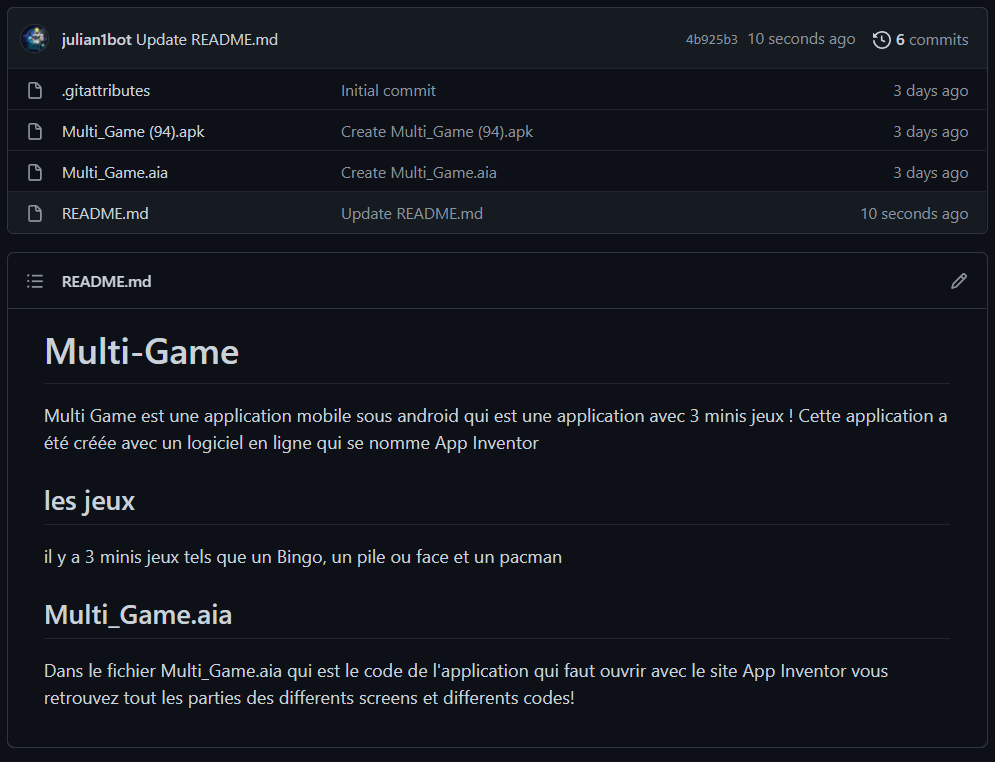 julian1bot Update README.md 4b925b3 10 seconds ago 6 commits
.gitattributes Initial commit 3 days ago
Multi_Game (94).apk Create Multi_Game (94).apk 3 days ago
Multi_Game.aia Create Multi_Game.aia 3 days ago
README.md Update README.md 10 seconds ago
README.md
Multi-Game
Multi Game est une application mobile sous android qui est une application avec 3 minis jeux ! Cette application a
été créée avec un logiciel en ligne qui se nomme App Inventor
les jeux
il y a 3 minis jeux tels que un Bingo, un pile ou face et un pacman
Multi_Game.aia
Dans le fichier Multi_Game.aia qui est le code de l'application qui faut ouvrir avec le site App Inventor vous
retrouvez tout les parties des differents screens et differents codes!